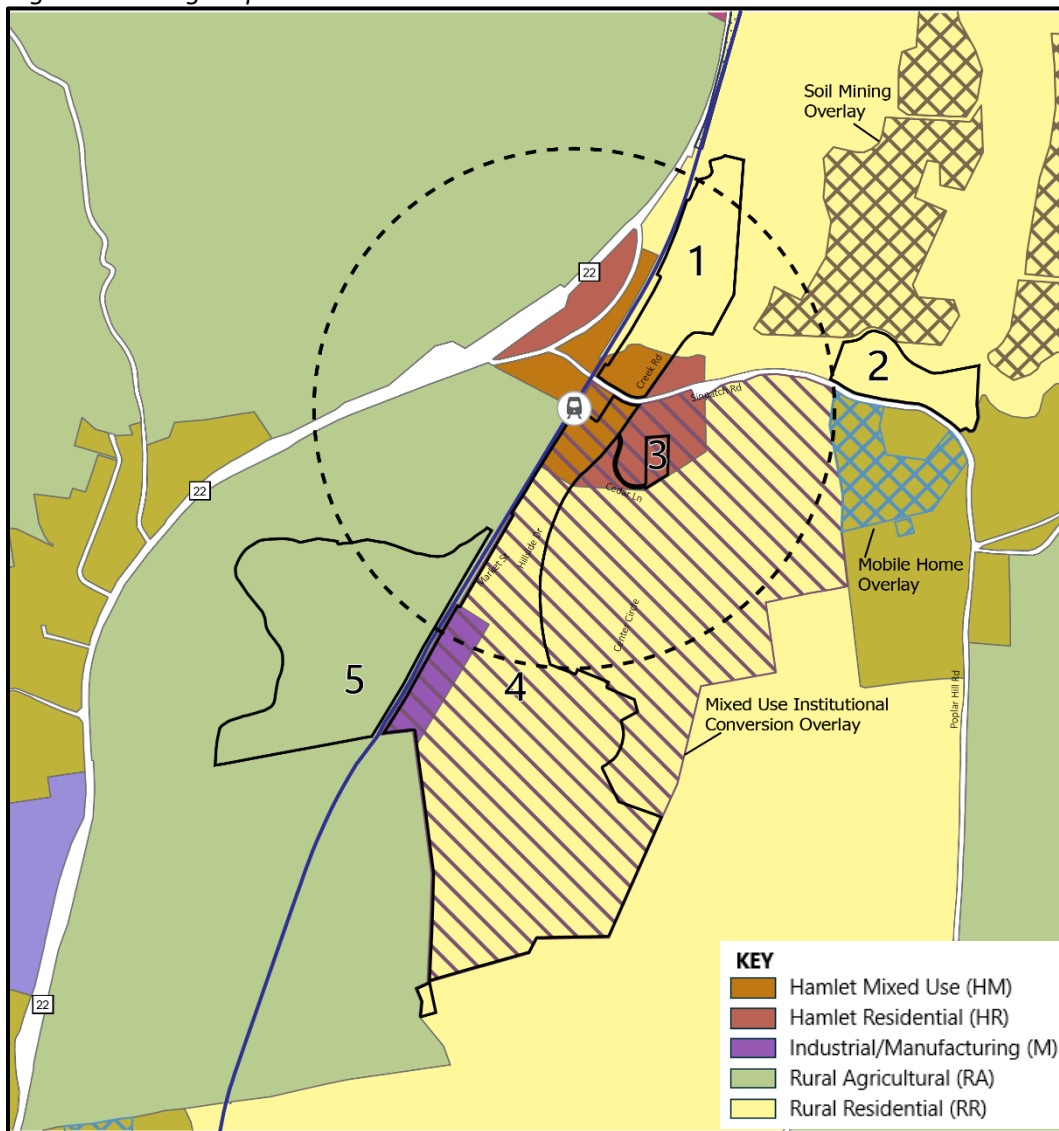 Soil Mining
Overlay
1
22
Creek Rd
2
Sinpatch Rd
3
Cedar Ln
22
Hillside Dr
Market St
Mobile Home
Overlay
Center Circle
5
4
Poplar Hill Rd
Mixed Use Institutional
Conversion Overlay
22
KEY
Hamlet Mixed Use (HM)
Hamlet Residential (HR)
Industrial/Manufacturing (M)
Rural Agricultural (RA)
Rural Residential (RR)